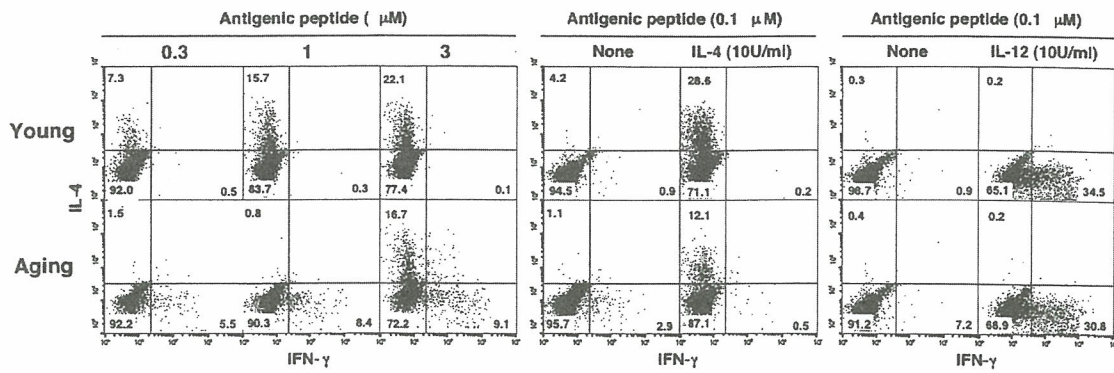 Antigenic peptide ( μM) Antigenic peptide (0.1 μM) Antigenic peptide (0.1 μM)
0.3 1 3 None IL-4 (10U/ml) None IL-12 (10U/ml)
7.3 15.7 22.1 4.2 28.6 0.3 0.2
Young
92.0 0.5 83.7 0.3 77.4 0.1 94.5 0.9 71.1 0.2 98.7 0.9 65.1 34.5
IL-4
1.5 0.8 16.7 1.1 12.1 0.4 0.2
Aging
92.2 5.5 90.3 8.4 72.2 9.1 95.7 2.9 87.1 0.5 91.2 7.2 68.9 30.8
IFN-γ IFN-γ IFN-γ